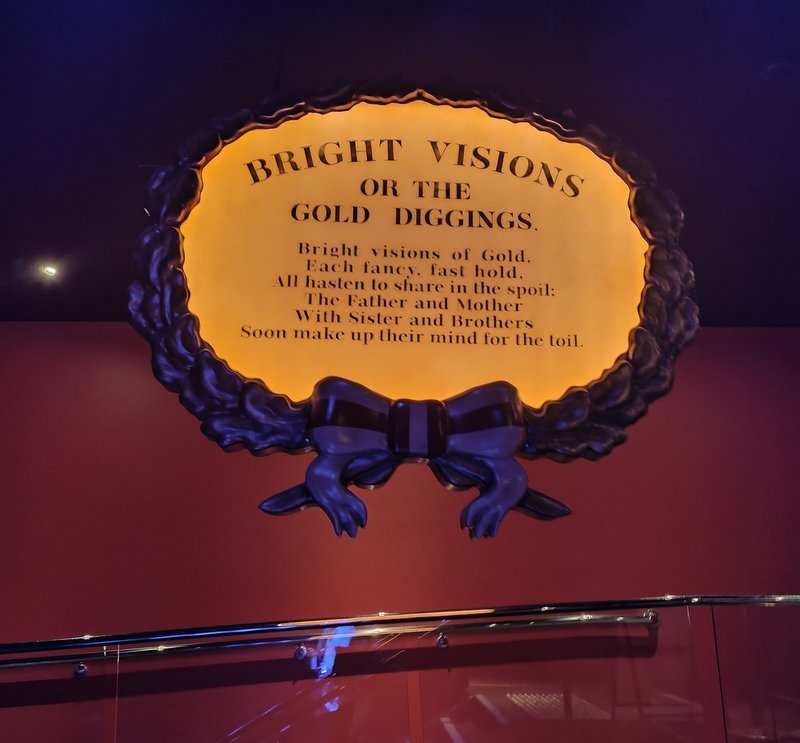 BRIGHT VISIONS
OR THE
GOLD DIGGINGS.
Bright visions of Gold,
Each fancy, fast hold,
All hasten to share in the spoil;
The Father and Mother
With Sister and Brothers
Soon make up their mind for the toil.